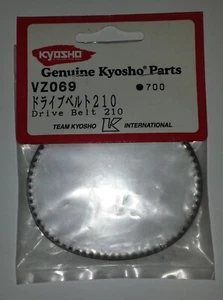 KYOSHO
Genuine Kyosho® Parts
VZ069 ●700
ドライブベルト210
Drive Belt 210
TEAM KYOSHO K INTERNATIONAL